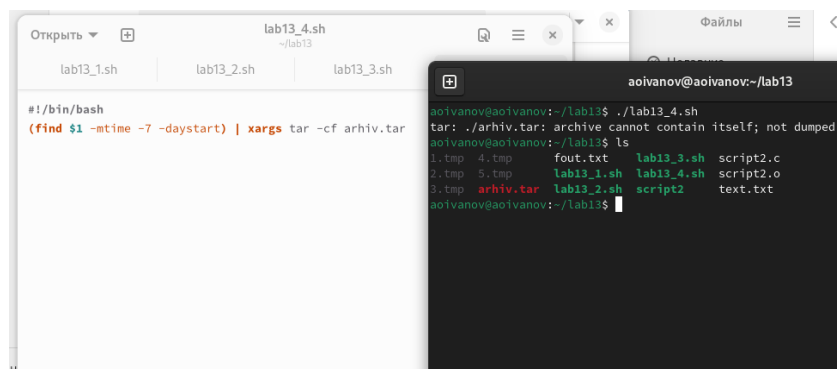 Открыть
lab13_4.sh
~/lab13
lab13_1.sh lab13_2.sh lab13_3.sh
#!/bin/bash
(find $1 -mtime -7 -daystart) | xargs tar -cf arhiv.tar
Файлы
aoivanov@aoivanov:~/lab13
aoivanov@aoivanov:~/lab13$ ./lab13_4.sh
tar: ./arhiv.tar: archive cannot contain itself; not dumped
aoivanov@aoivanov:~/lab13$ ls
1.tmp 4.tmp fout.txt lab13_3.sh script2.c
2.tmp 5.tmp lab13_1.sh lab13_4.sh script2.o
3.tmp arhiv.tar lab13_2.sh script2 text.txt
aoivanov@aoivanov:~/lab13$